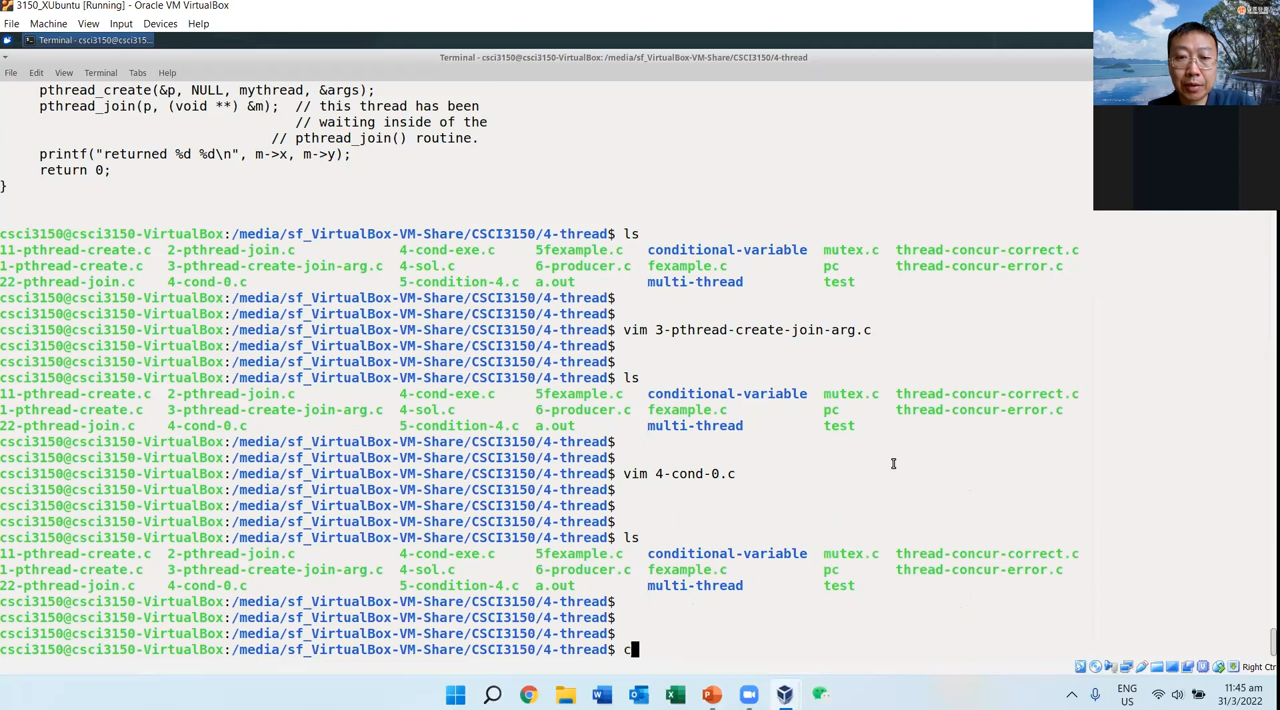 3150_XUbuntu [Running] - Oracle VM VirtualBox
File Machine View Input Devices Help
Terminal - csci3150@csci315...
Terminal - csci3150@csci3150-VirtualBox: /media/sf_VirtualBox-VM-Share/CSCI3150/4-thread
File Edit View Terminal Tabs Help
pthread_create(&p, NULL, mythread, &args);
pthread_join(p, (void **) &m); // this thread has been
// waiting inside of the
// pthread_join() routine.
printf("returned %d %d\n", m->x, m->y);
return 0;
}
csci3150@csci3150-VirtualBox:/media/sf_VirtualBox-VM-Share/CSCI3150/4-thread$ ls
11-pthread-create.c 2-pthread-join.c 4-cond-exe.c 5fexample.c conditional-variable mutex.c thread-concur-correct.c
1-pthread-create.c 3-pthread-create-join-arg.c 4-sol.c 6-producer.c fexample.c pc thread-concur-error.c
22-pthread-join.c 4-cond-0.c 5-condition-4.c a.out multi-thread test
csci3150@csci3150-VirtualBox:/media/sf_VirtualBox-VM-Share/CSCI3150/4-thread$
csci3150@csci3150-VirtualBox:/media/sf_VirtualBox-VM-Share/CSCI3150/4-thread$
csci3150@csci3150-VirtualBox:/media/sf_VirtualBox-VM-Share/CSCI3150/4-thread$ vim 3-pthread-create-join-arg.c
csci3150@csci3150-VirtualBox:/media/sf_VirtualBox-VM-Share/CSCI3150/4-thread$
csci3150@csci3150-VirtualBox:/media/sf_VirtualBox-VM-Share/CSCI3150/4-thread$
csci3150@csci3150-VirtualBox:/media/sf_VirtualBox-VM-Share/CSCI3150/4-thread$ ls
11-pthread-create.c 2-pthread-join.c 4-cond-exe.c 5fexample.c conditional-variable mutex.c thread-concur-correct.c
1-pthread-create.c 3-pthread-create-join-arg.c 4-sol.c 6-producer.c fexample.c pc thread-concur-error.c
22-pthread-join.c 4-cond-0.c 5-condition-4.c a.out multi-thread test
csci3150@csci3150-VirtualBox:/media/sf_VirtualBox-VM-Share/CSCI3150/4-thread$
csci3150@csci3150-VirtualBox:/media/sf_VirtualBox-VM-Share/CSCI3150/4-thread$
csci3150@csci3150-VirtualBox:/media/sf_VirtualBox-VM-Share/CSCI3150/4-thread$ vim 4-cond-0.c
csci3150@csci3150-VirtualBox:/media/sf_VirtualBox-VM-Share/CSCI3150/4-thread$
csci3150@csci3150-VirtualBox:/media/sf_VirtualBox-VM-Share/CSCI3150/4-thread$
csci3150@csci3150-VirtualBox:/media/sf_VirtualBox-VM-Share/CSCI3150/4-thread$
csci3150@csci3150-VirtualBox:/media/sf_VirtualBox-VM-Share/CSCI3150/4-thread$ ls
11-pthread-create.c 2-pthread-join.c 4-cond-exe.c 5fexample.c conditional-variable mutex.c thread-concur-correct.c
1-pthread-create.c 3-pthread-create-join-arg.c 4-sol.c 6-producer.c fexample.c pc thread-concur-error.c
22-pthread-join.c 4-cond-0.c 5-condition-4.c a.out multi-thread test
csci3150@csci3150-VirtualBox:/media/sf_VirtualBox-VM-Share/CSCI3150/4-thread$
csci3150@csci3150-VirtualBox:/media/sf_VirtualBox-VM-Share/CSCI3150/4-thread$
csci3150@csci3150-VirtualBox:/media/sf_VirtualBox-VM-Share/CSCI3150/4-thread$
csci3150@csci3150-VirtualBox:/media/sf_VirtualBox-VM-Share/CSCI3150/4-thread$ c
Right Ctr
ENG
US
11:45 am
31/3/2022